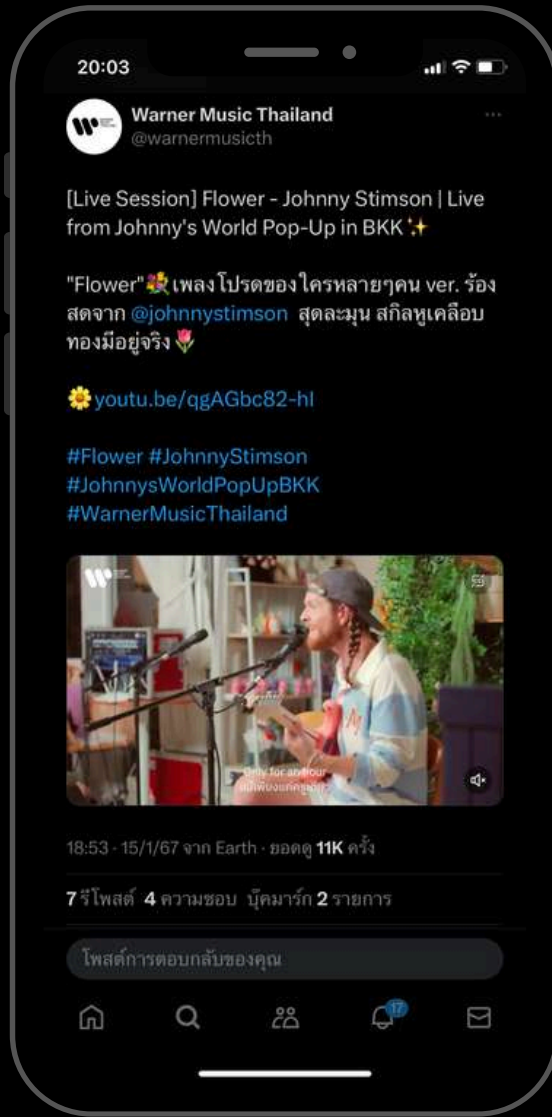 20:03
Warner Music Thailand
@warnermusicth
[Live Session] Flower - Johnny Stimson | Live
from Johnny's World Pop-Up in BKK✨
"Flower"💐เพลงโปรดของใครหลายๆคน ver. ร้อง
สดจาก @johnnystimson สุดละมุน สกิลหูเคลือบ
ทองมีอยู่จริง🌷
🌼youtu.be/qgAGbc82-hI
#Flower #JohnnyStimson
#JohnnysWorldPopUpBKK
#WarnerMusicThailand
Only for an hour
18:53 · 15/1/67 จาก Earth · ยอดดู 11K ครั้ง
7 รีโพสต์ 4 ความชอบ บุ๊คมาร์ก 2 รายการ
โพสต์การตอบกลับของคุณ
17